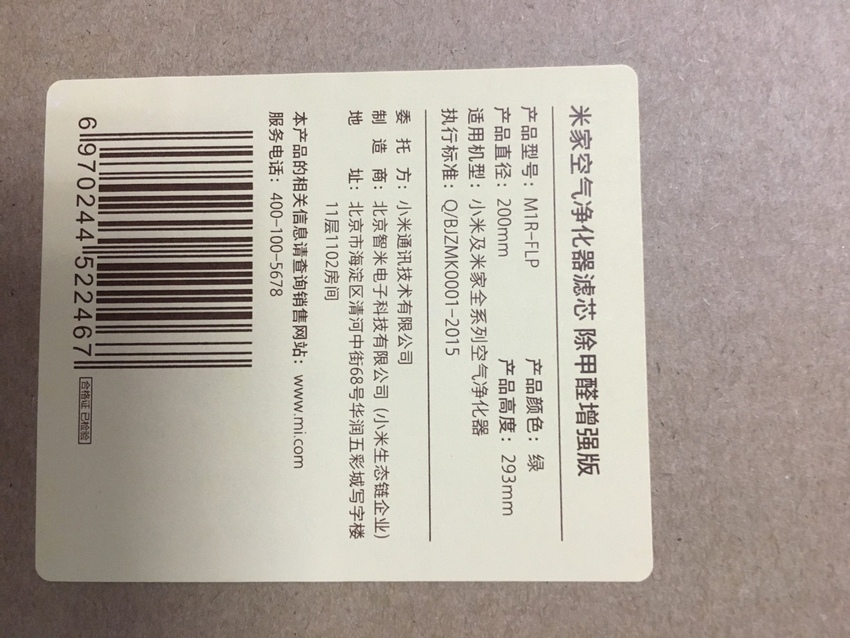 米家空气净化器滤芯 除甲醛增强版
产品型号：M1R-FLP 产品颜色：绿
产品直径：200mm 产品高度：293mm
适用机型：小米及米家全系列空气净化器
执行标准：Q/BJZMK0001-2015
委 托 方：小米通讯技术有限公司
制 造 商：北京智米电子科技有限公司 (小米生态链企业)
地 址：北京市海淀区清河中街68号华润五彩城写字楼
11层1102房间
本产品的相关信息请查询销售网站：www.mi.com
服务电话：400-100-5678
6 970244 522467
合格证 已检验